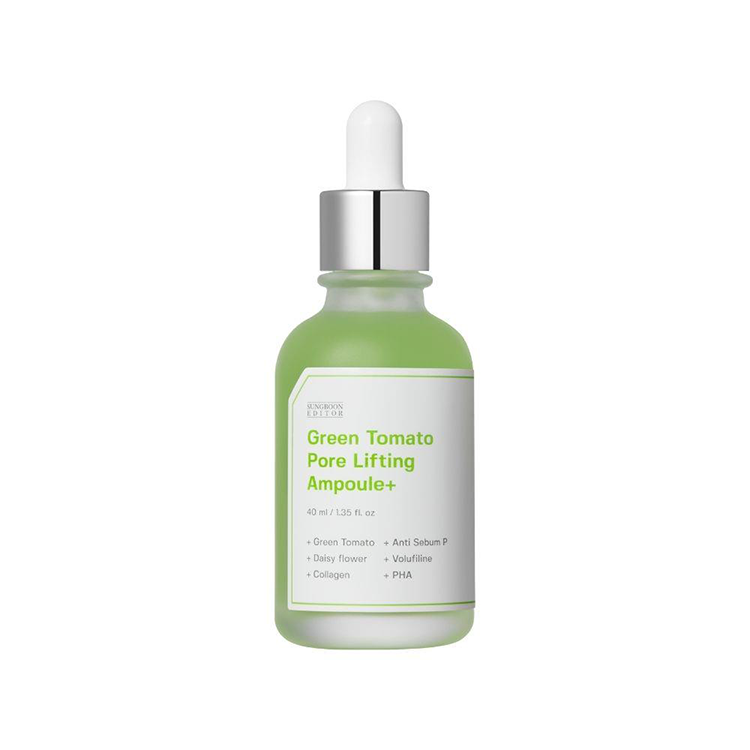 SUNGBOON
EDITOR
Green Tomato
Pore Lifting
Ampoule+
40 ml / 1.35 fl. oz
+ Green Tomato + Anti Sebum P
+ Daisy flower + Volufiline
+ Collagen + PHA